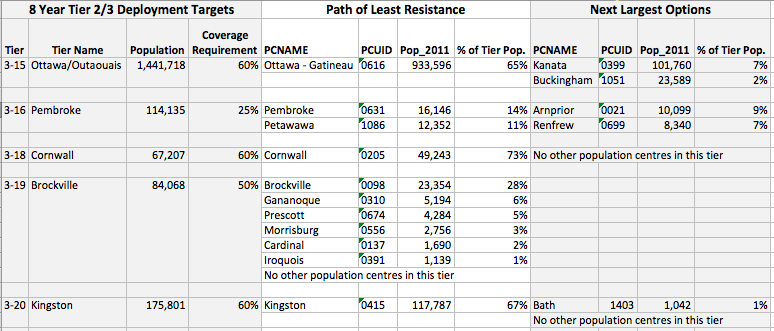 8 Year Tier 2/3 Deployment Targets Path of Least Resistance Next Largest Options
Coverage
Tier Tier Name Population Requirement PCNAME PCUID Pop_2011 % of Tier Pop. PCNAME PCUID Pop_2011 % of Tier Pop.
3-15 Ottawa/Outaouais 1,441,718 60% Ottawa - Gatineau 0616 933,596 65% Kanata 0399 101,760 7%
Buckingham 1051 23,589 2%
3-16 Pembroke 114,135 25% Pembroke 0631 16,146 14% Arnprior 0021 10,099 9%
Petawawa 1086 12,352 11% Renfrew 0699 8,340 7%
3-18 Cornwall 67,207 60% Cornwall 0205 49,243 73% No other population centres in this tier
3-19 Brockville 84,068 50% Brockville 0098 23,354 28%
Gananoque 0310 5,194 6%
Prescott 0674 4,284 5%
Morrisburg 0556 2,756 3%
Cardinal 0137 1,690 2%
Iroquois 0391 1,139 1%
No other population centres in this tier
3-20 Kingston 175,801 60% Kingston 0415 117,787 67% Bath 1403 1,042 1%
No other population centres in this tier